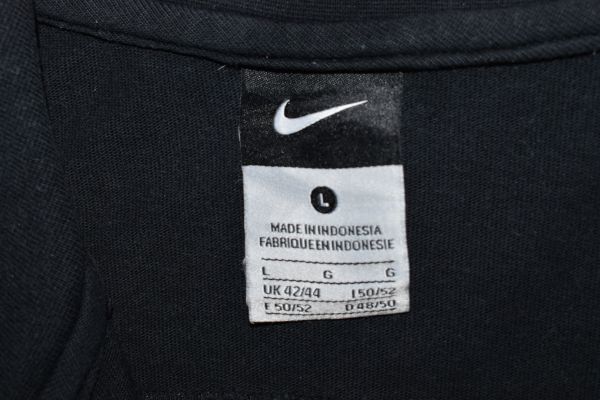 L
MADE IN INDONESIA
FABRIQUE EN INDONESIE
L G G
UK 42/44 I 50/52
E 50/52 D 48/50